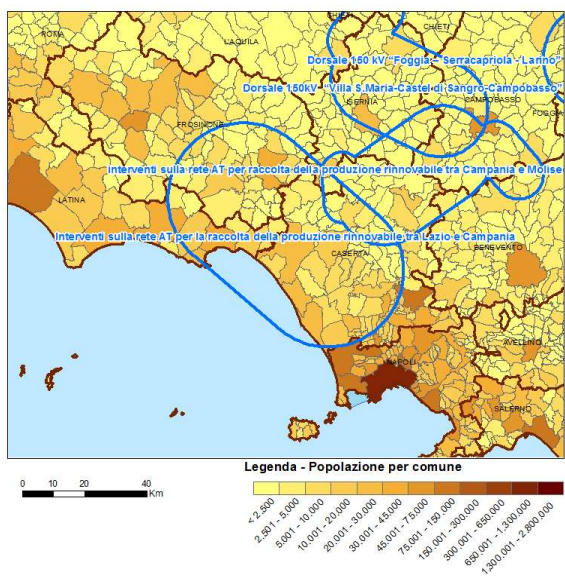 CHIETI
CHIETI
ROMA
L'AQUILA
Dorsale 150 kV "Foggia – Serracapriola - Larino"
Dorsale 150kV "Villa S.Maria-Castel di Sangro-Campobasso"
ISERNIA
CAMPOBASSO
FOGGIA
FROSINONE
Interventi sulla rete AT per raccolta della produzione rinnovabile tra Campania e Molise
LATINA
Interventi sulla rete AT per la raccolta della produzione rinnovabile tra Lazio e Campania
BENEVENTO
CASERTA
AVELLINO
NAPOLI
SALERNO
Legenda - Popolazione per comune
0 10 20 40
Km
< 2.500
2.501 - 5.000
5.001 - 10.000
10.001 - 20.000
20.001 - 30.000
30.001 - 45.000
45.001 - 75.000
75.001 - 150.000
150.001 - 300.000
300.001 - 650.000
650.001 - 1.300.000
1.300.001 - 2.800.000